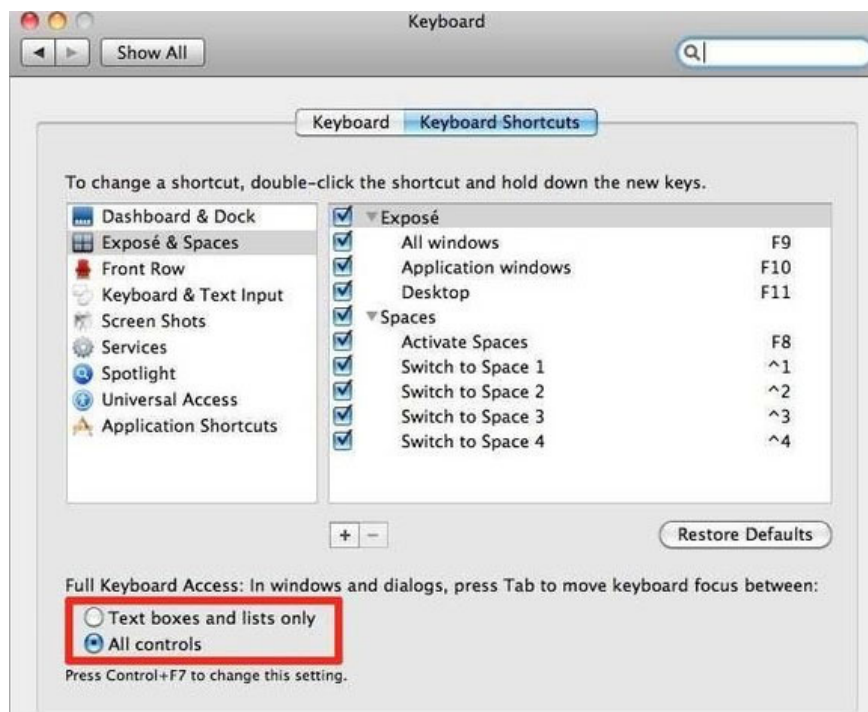 Keyboard
Show All
Keyboard Keyboard Shortcuts
To change a shortcut, double-click the shortcut and hold down the new keys.
Dashboard & Dock
Exposé & Spaces
Front Row
Keyboard & Text Input
Screen Shots
Services
Spotlight
Universal Access
Application Shortcuts
Exposé
All windows F9
Application windows F10
Desktop F11
Spaces
Activate Spaces F8
Switch to Space 1 ^1
Switch to Space 2 ^2
Switch to Space 3 ^3
Switch to Space 4 ^4
+ −
Restore Defaults
Full Keyboard Access: In windows and dialogs, press Tab to move keyboard focus between:
Text boxes and lists only
All controls
Press Control+F7 to change this setting.